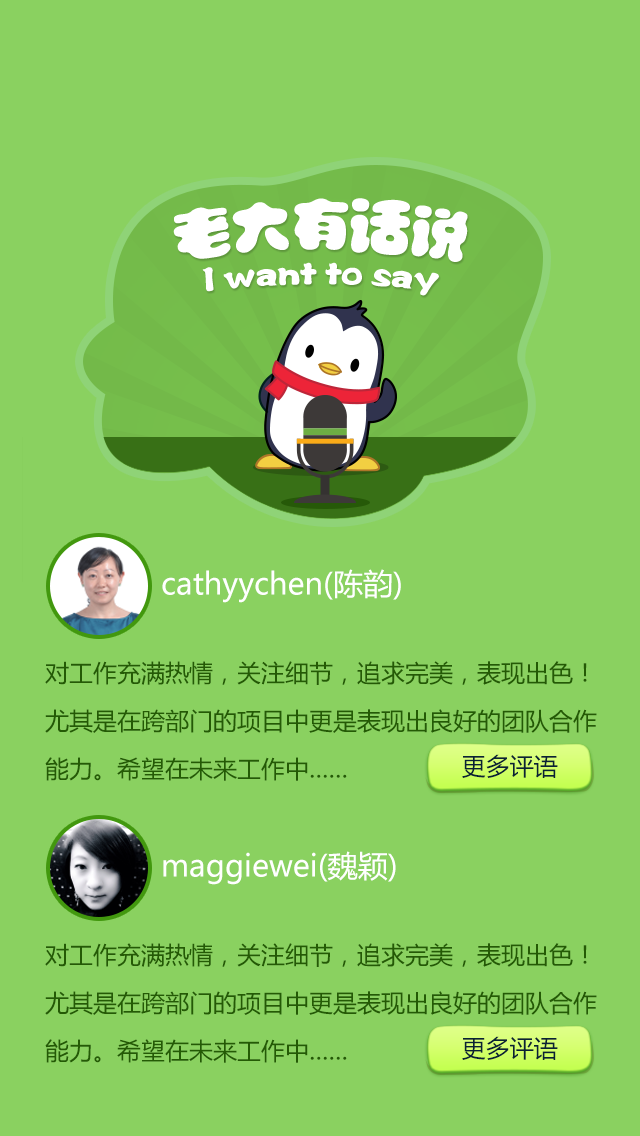 老大有话说
I want to say
cathyychen(陈韵)
对工作充满热情，关注细节，追求完美，表现出色！
尤其是在跨部门的项目中更是表现出良好的团队合作
能力。希望在未来工作中......
更多评语
maggiewei(魏颖)
对工作充满热情，关注细节，追求完美，表现出色！
尤其是在跨部门的项目中更是表现出良好的团队合作
能力。希望在未来工作中......
更多评语